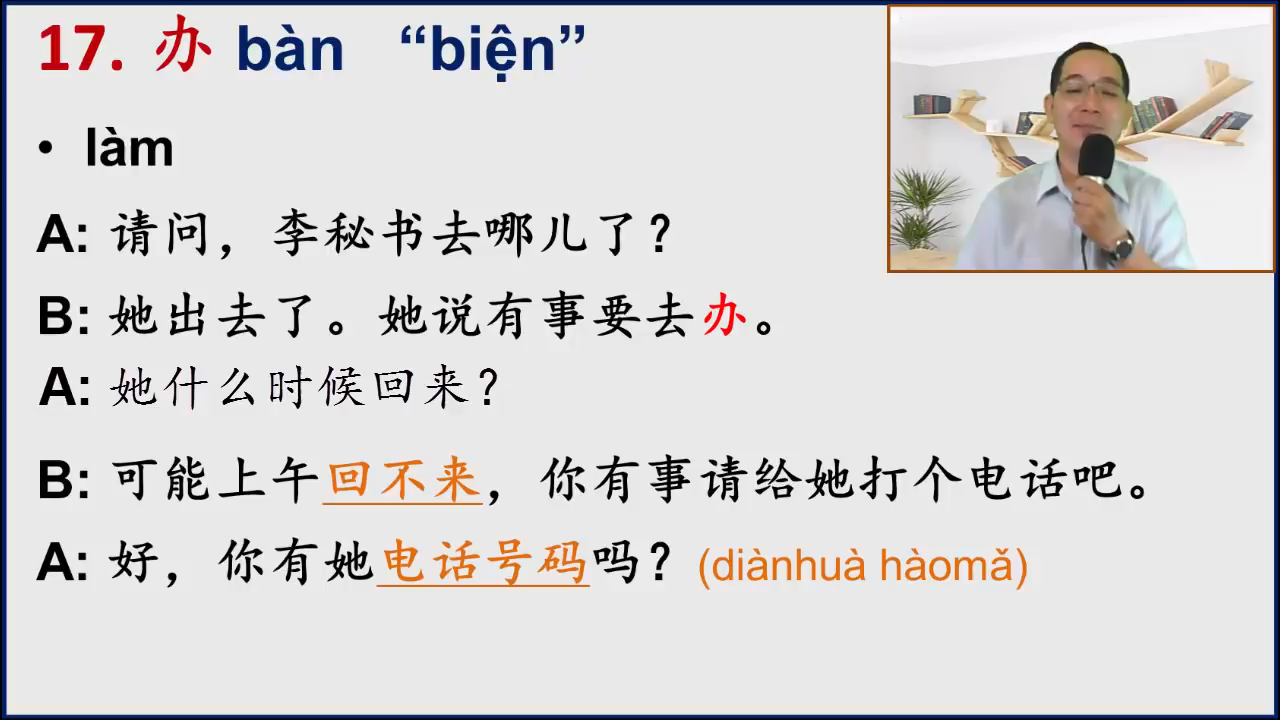 17. 办 bàn “biện”
• làm
A: 请问，李秘书去哪儿了？
B: 她出去了。她说有事要去办。
A: 她什么时候回来？
B: 可能上午回不来，你有事请给她打个电话吧。
A: 好，你有她电话号码吗？(diànhuà hàomǎ)